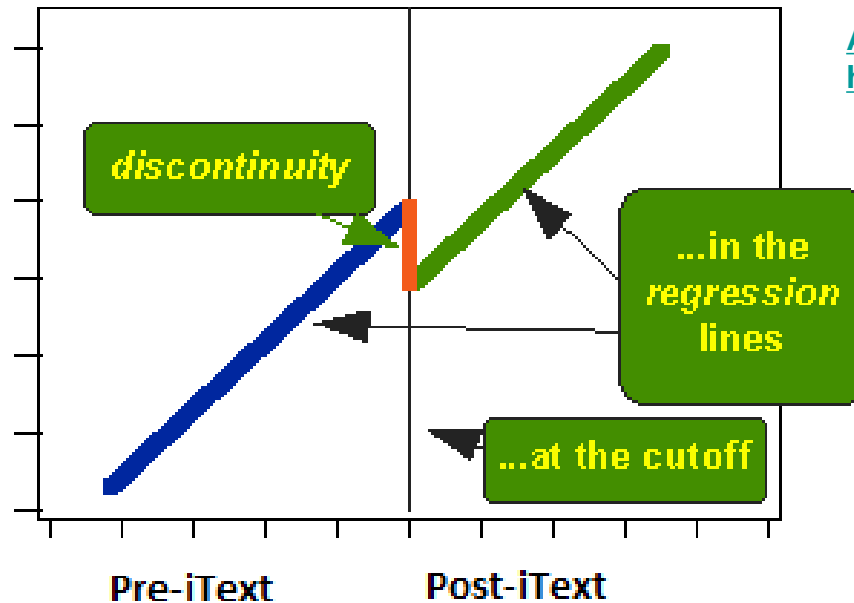 discontinuity
...in the
regression
lines
...at the cutoff
Pre-iText
Post-iText